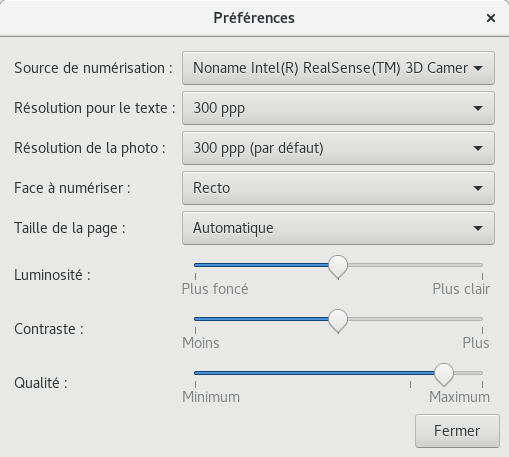 Préférences
Source de numérisation : Noname Intel(R) RealSense(TM) 3D Camer
Résolution pour le texte : 300 ppp
Résolution de la photo : 300 ppp (par défaut)
Face à numériser : Recto
Taille de la page : Automatique
Luminosité :
Plus foncé Plus clair
Contraste :
Moins Plus
Qualité :
Minimum Maximum
Fermer